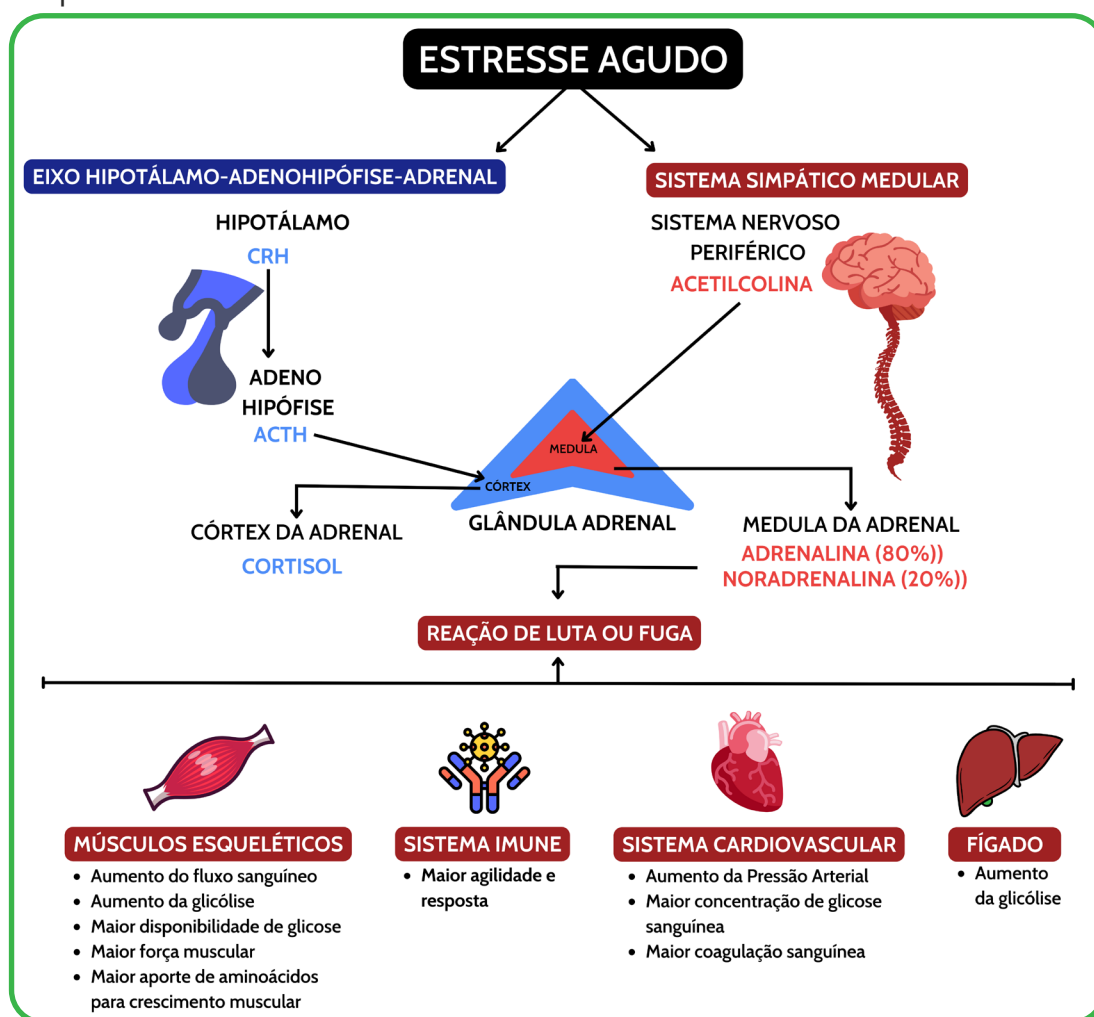 ESTRESSE AGUDO
EIXO HIPOTÁLAMO-ADENOHIPÓFISE-ADRENAL
HIPOTÁLAMO
CRH
ADENO
HIPÓFISE
ACTH
SISTEMA SIMPÁTICO MEDULAR
SISTEMA NERVOSO
PERIFÉRICO
ACETILCOLINA
MEDULA
CÓRTEX
GLÂNDULA ADRENAL
CÓRTEX DA ADRENAL
CORTISOL
MEDULA DA ADRENAL
ADRENALINA (80%))
NORADRENALINA (20%))
REAÇÃO DE LUTA OU FUGA
MÚSCULOS ESQUELÉTICOS
• Aumento do fluxo sanguíneo
• Aumento da glicólise
• Maior disponibilidade de glicose
• Maior força muscular
• Maior aporte de aminoácidos
para crescimento muscular
SISTEMA IMUNE
• Maior agilidade e
resposta
SISTEMA CARDIOVASCULAR
• Aumento da Pressão Arterial
• Maior concentração de glicose
sanguínea
• Maior coagulação sanguínea
FÍGADO
• Aumento
da glicólise